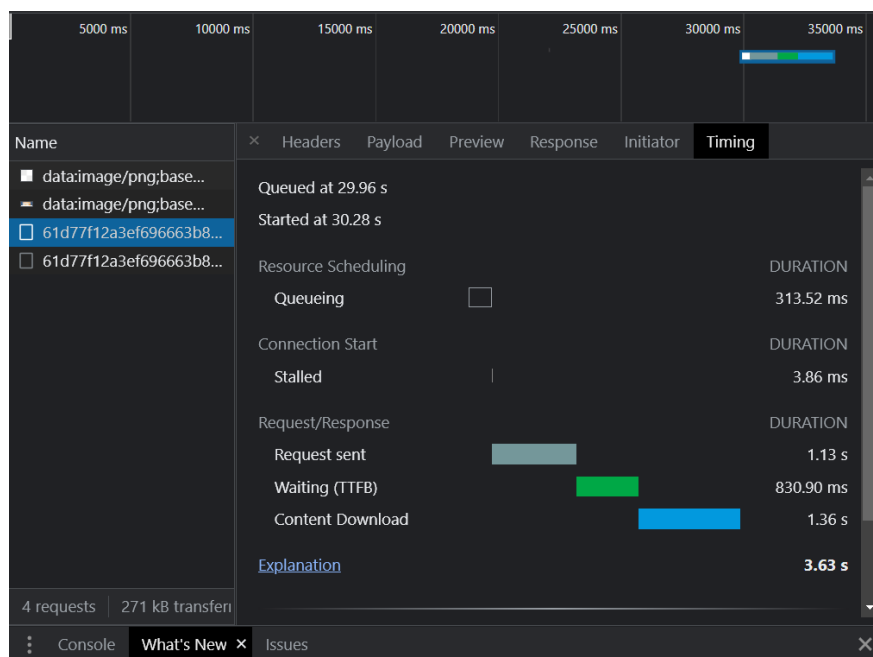 5000 ms 10000 ms 15000 ms 20000 ms 25000 ms 30000 ms 35000 ms
Name
× Headers Payload Preview Response Initiator Timing
data:image/png;base...
data:image/png;base...
61d77f12a3ef696663b8...
61d77f12a3ef696663b8...
Queued at 29.96 s
Started at 30.28 s
Resource Scheduling DURATION
Queueing 313.52 ms
Connection Start DURATION
Stalled 3.86 ms
Request/Response DURATION
Request sent 1.13 s
Waiting (TTFB) 830.90 ms
Content Download 1.36 s
Explanation 3.63 s
4 requests 271 kB transferr
Console What's New × Issues ×